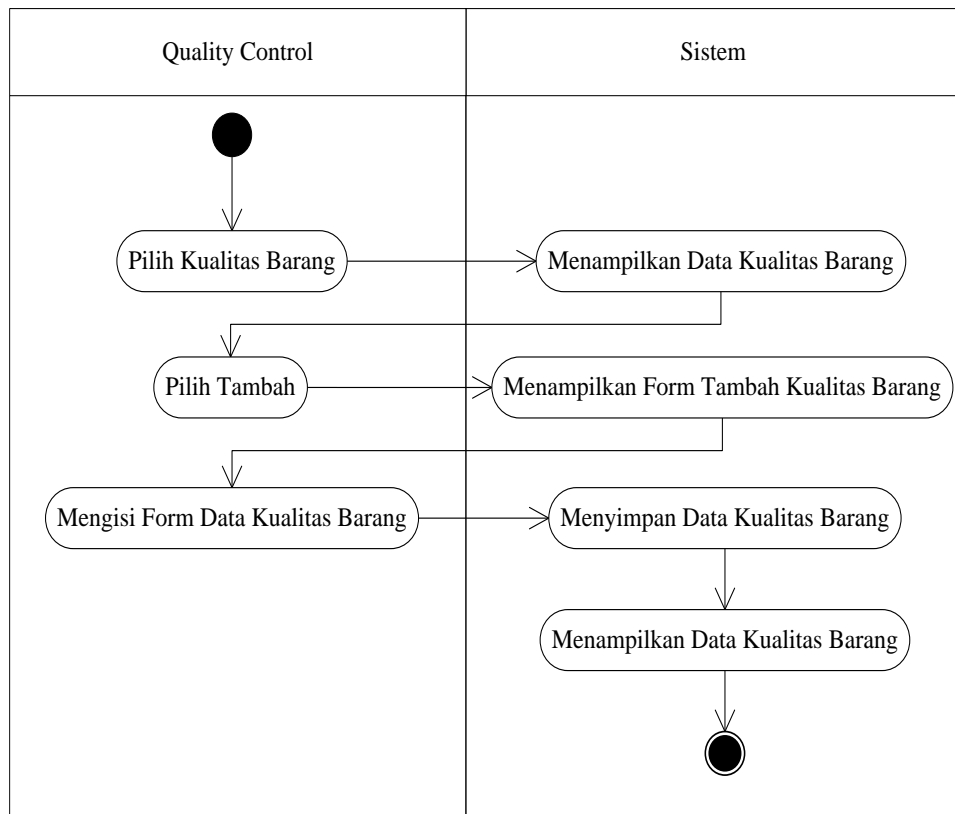 Quality Control
Sistem
Pilih Kualitas Barang
Menampilkan Data Kualitas Barang
Pilih Tambah
Menampilkan Form Tambah Kualitas Barang
Mengisi Form Data Kualitas Barang
Menyimpan Data Kualitas Barang
Menampilkan Data Kualitas Barang